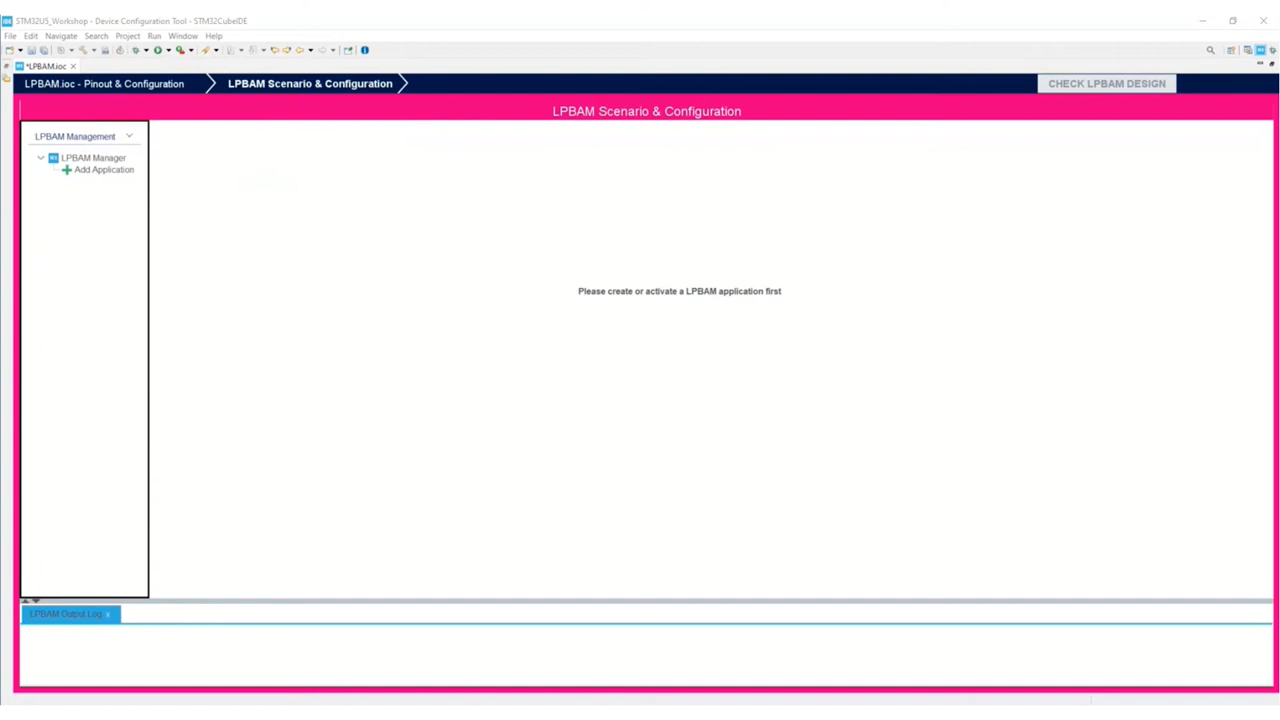 IDE STM32U5_Workshop - Device Configuration Tool - STM32CubeIDE
File Edit Navigate Search Project Run Window Help
*LPBAM.ioc
LPBAM.ioc - Pinout & Configuration
LPBAM Scenario & Configuration
CHECK LPBAM DESIGN
LPBAM Scenario & Configuration
LPBAM Management
MX LPBAM Manager
Add Application
Please create or activate a LPBAM application first
LPBAM Output Log